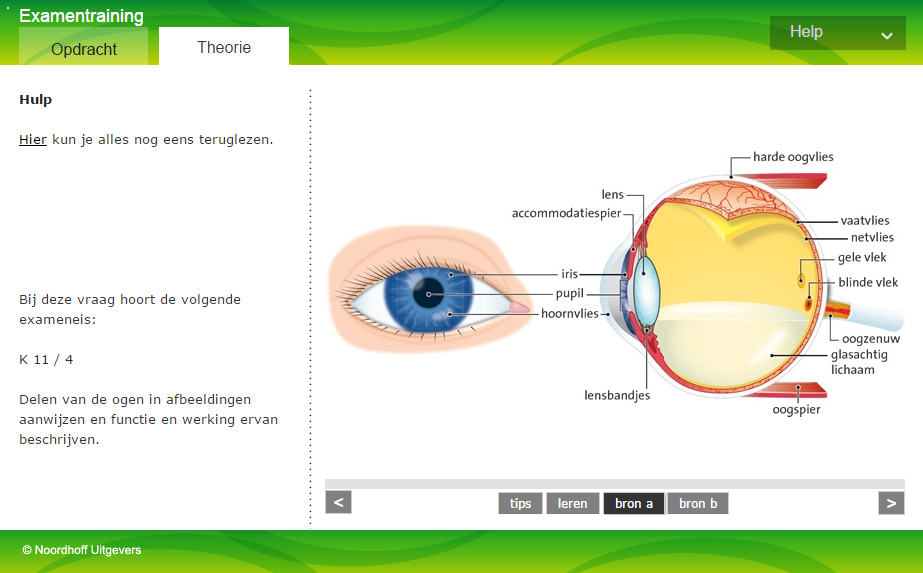 Examentraining
Opdracht
Theorie
Help
Hulp
Hier kun je alles nog eens teruglezen.
Bij deze vraag hoort de volgende
exameneis:
K 11 / 4
Delen van de ogen in afbeeldingen
aanwijzen en functie en werking ervan
beschrijven.
harde oogvlies
lens
accommodatiespier
vaatvlies
netvlies
gele vlek
iris
blinde vlek
pupil
hoornvlies
oogzenuw
glasachtig
lichaam
lensbandjes
oogspier
<
tips
leren
bron a
bron b
>
© Noordhoff Uitgevers